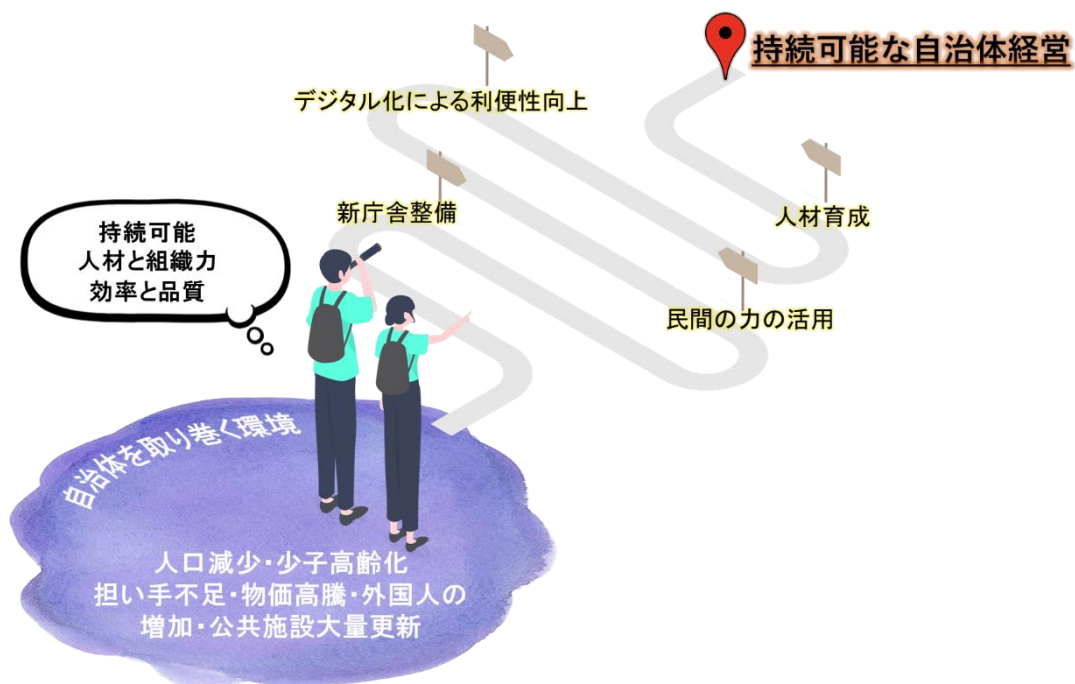 持続可能な自治体経営
デジタル化による利便性向上
新庁舎整備
人材育成
持続可能
人材と組織力
効率と品質
民間の力の活用
自治体を取り巻く環境
人口減少・少子高齢化
担い手不足・物価高騰・外国人の
増加・公共施設大量更新